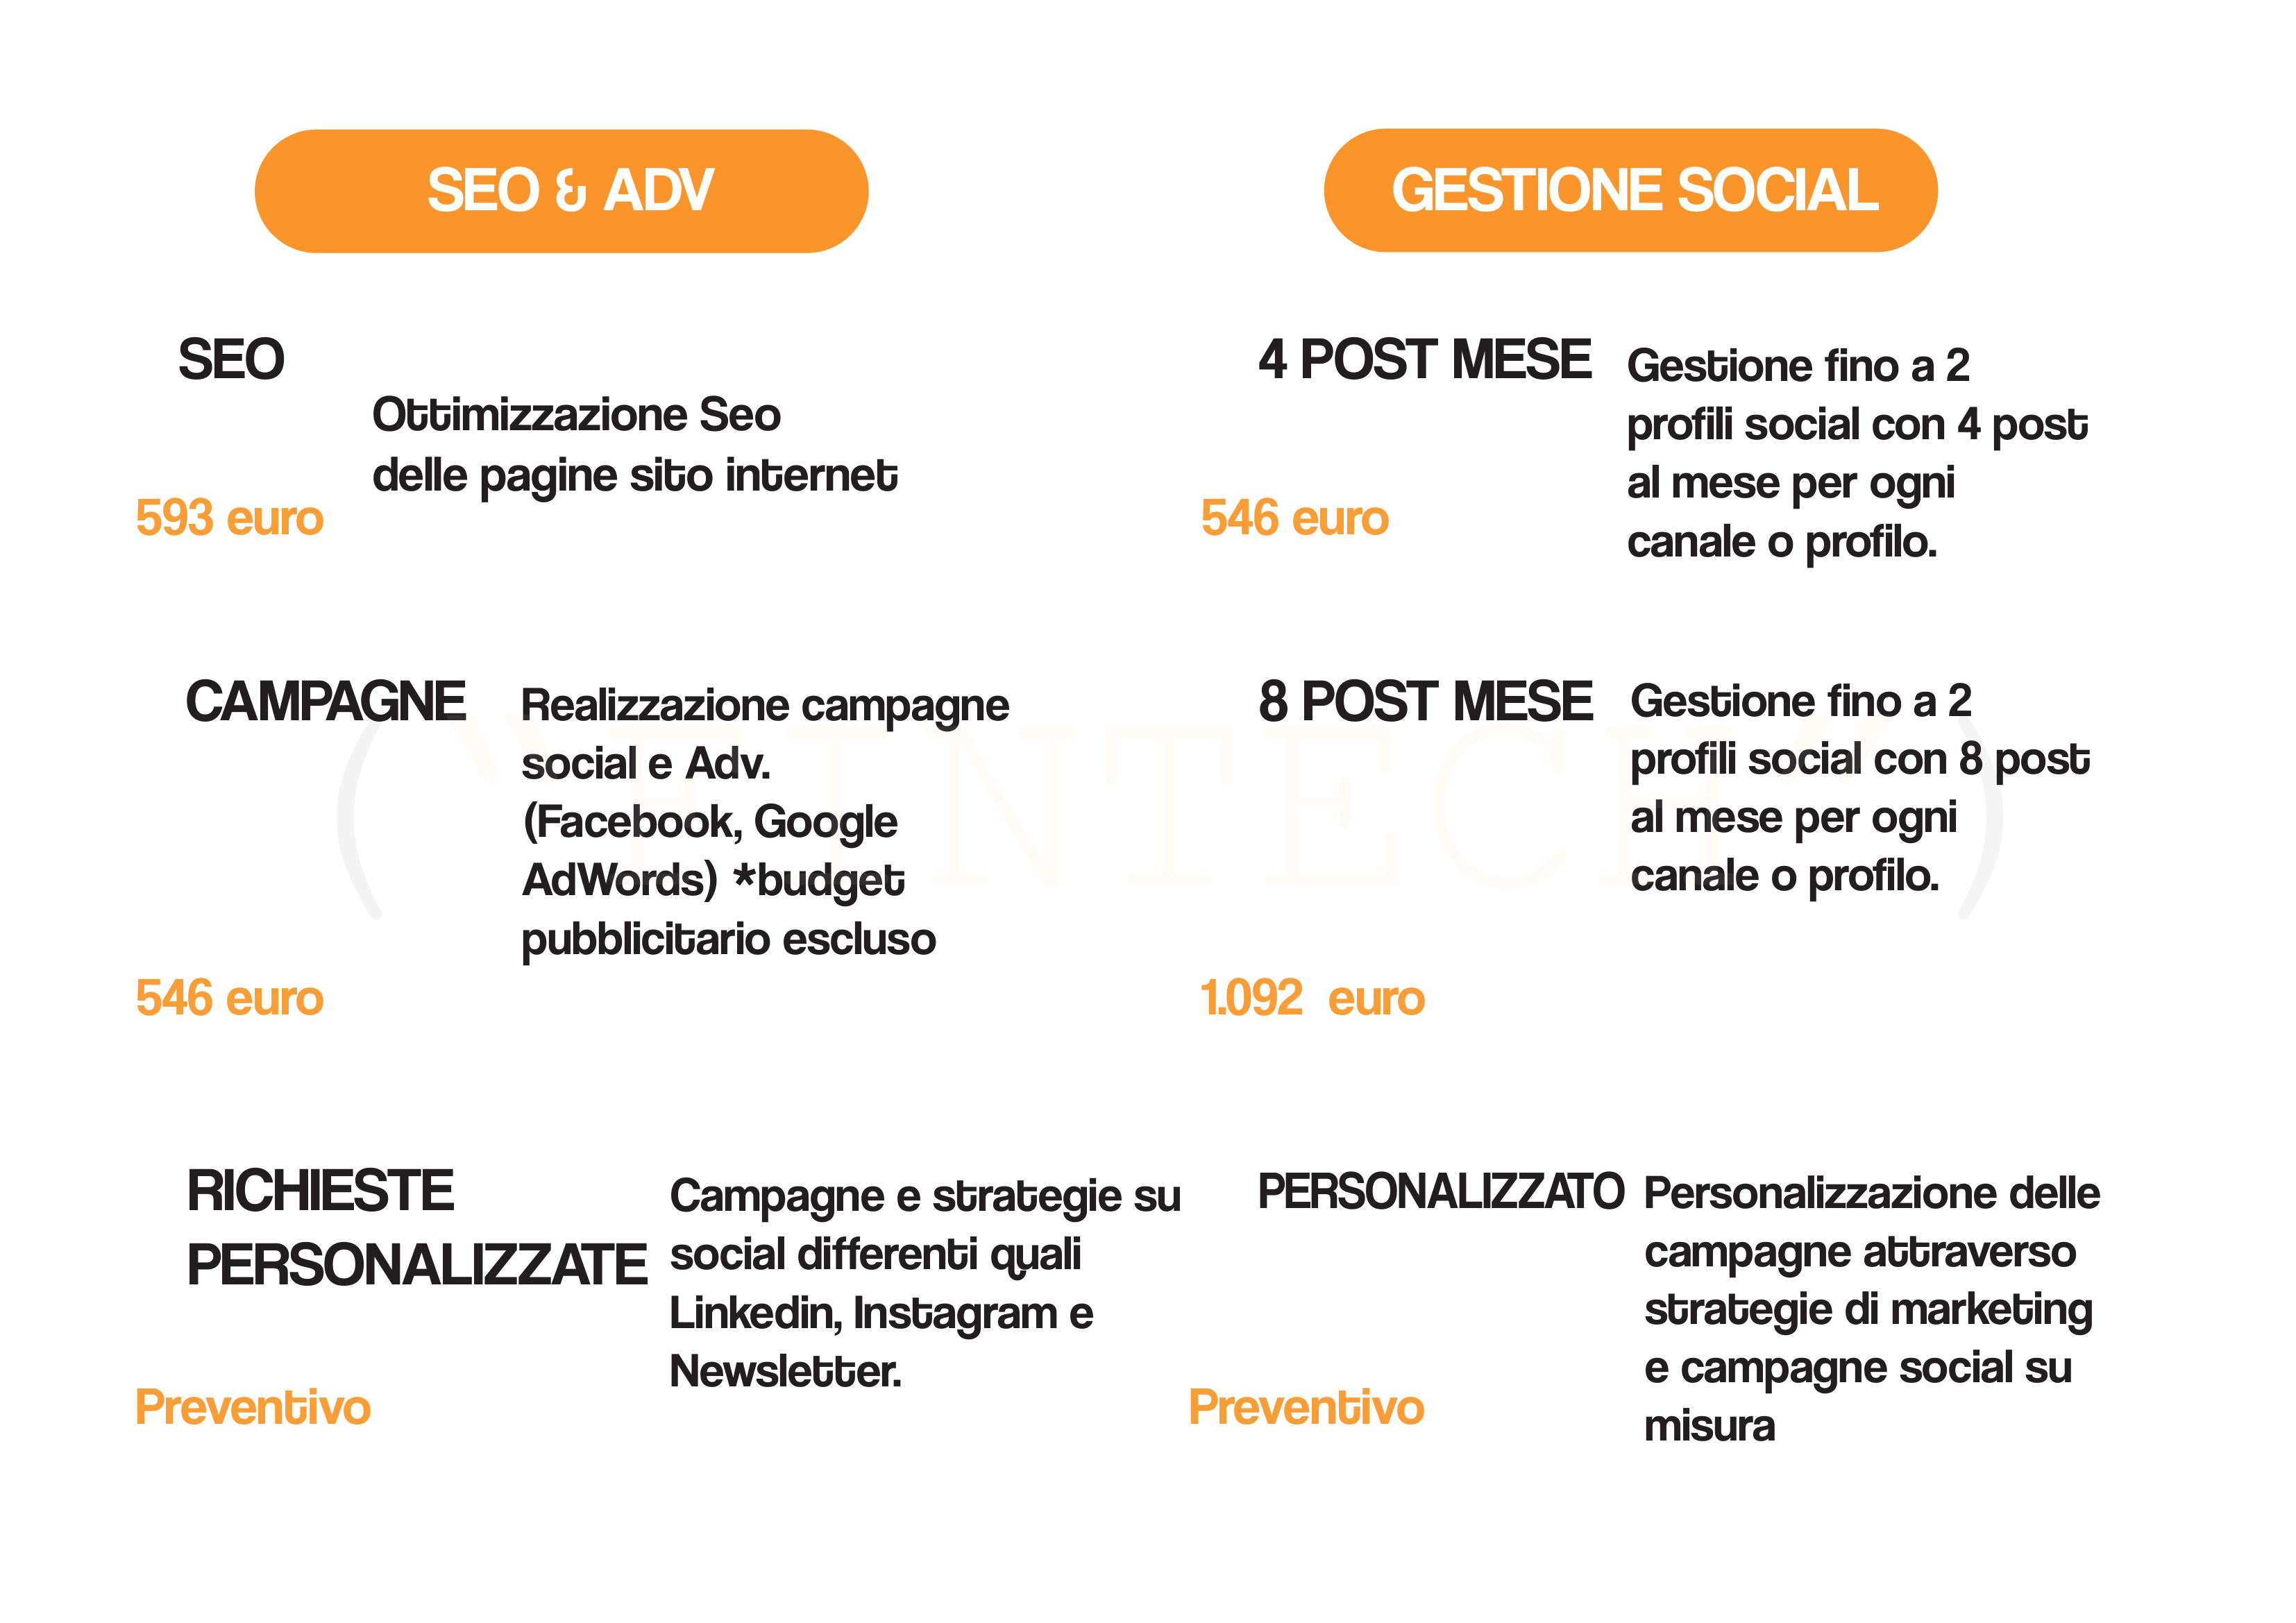 SEO & ADV
SEO
Ottimizzazione Seo
delle pagine sito internet
593 euro
CAMPAGNE
Realizzazione campagne
social e Adv.
(Facebook, Google
AdWords) *budget
pubblicitario escluso
546 euro
RICHIESTE
PERSONALIZZATE
Campagne e strategie su
social differenti quali
Linkedin, Instagram e
Newsletter.
Preventivo
GESTIONE SOCIAL
4 POST MESE
Gestione fino a 2
profili social con 4 post
al mese per ogni
canale o profilo.
546 euro
8 POST MESE
Gestione fino a 2
profili social con 8 post
al mese per ogni
canale o profilo.
1.092 euro
PERSONALIZZATO
Personalizzazione delle
campagne attraverso
strategie di marketing
e campagne social su
misura
Preventivo
("FINTECH")